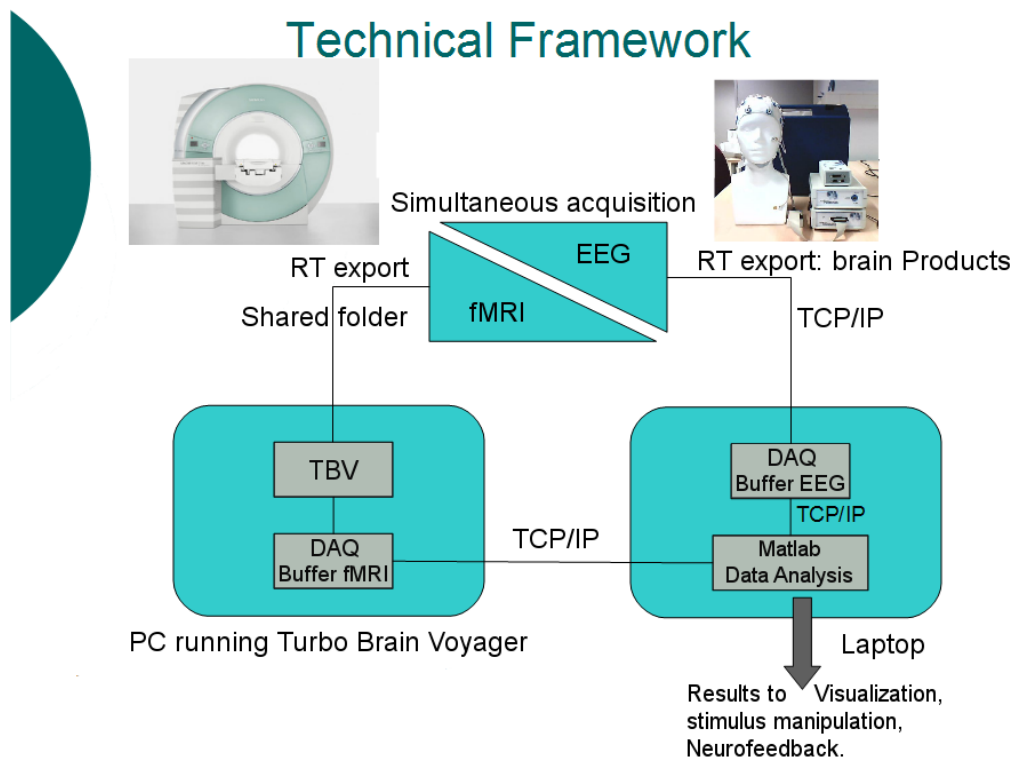 Technical Framework
Simultaneous acquisition
EEG
fMRI
RT export
Shared folder
RT export: brain Products
TCP/IP
TBV
DAQ
Buffer fMRI
PC running Turbo Brain Voyager
TCP/IP
DAQ
Buffer EEG
TCP/IP
Matlab
Data Analysis
Laptop
Results to Visualization,
stimulus manipulation,
Neurofeedback.